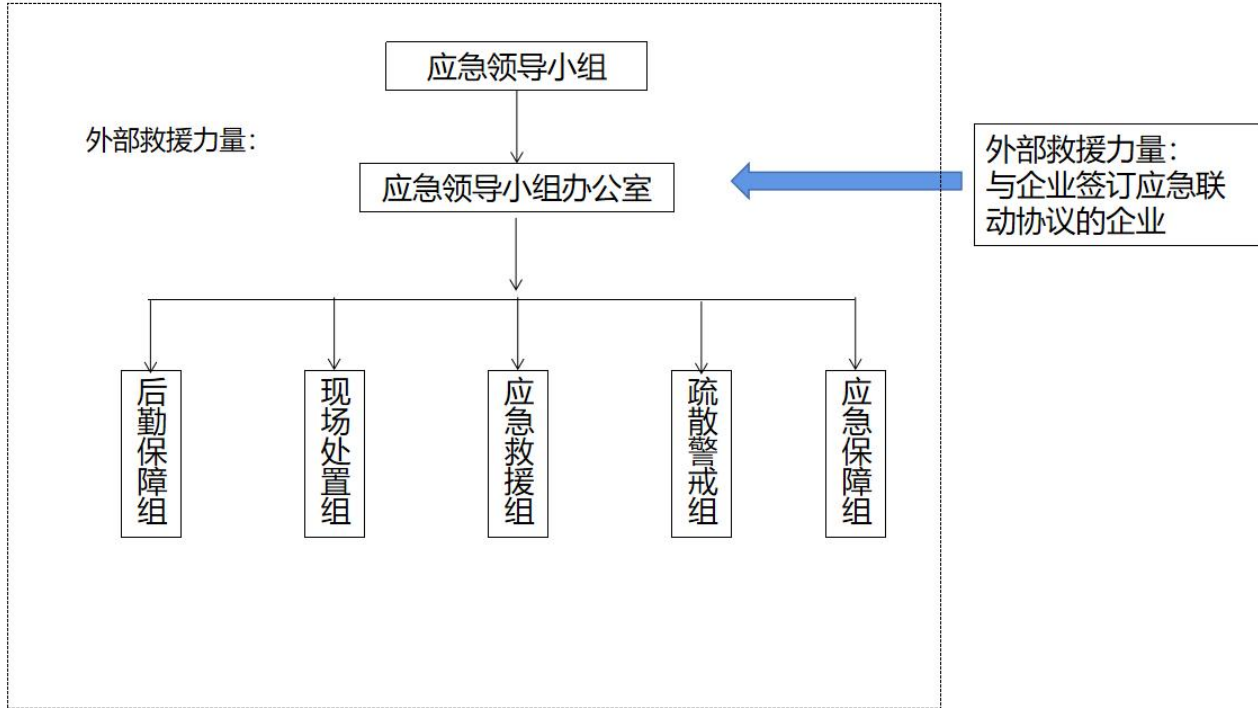 应急领导小组
外部救援力量：
应急领导小组办公室
外部救援力量：
与企业签订应急联
动协议的企业
后勤保障组
现场处置组
应急救援组
疏散警戒组
应急保障组